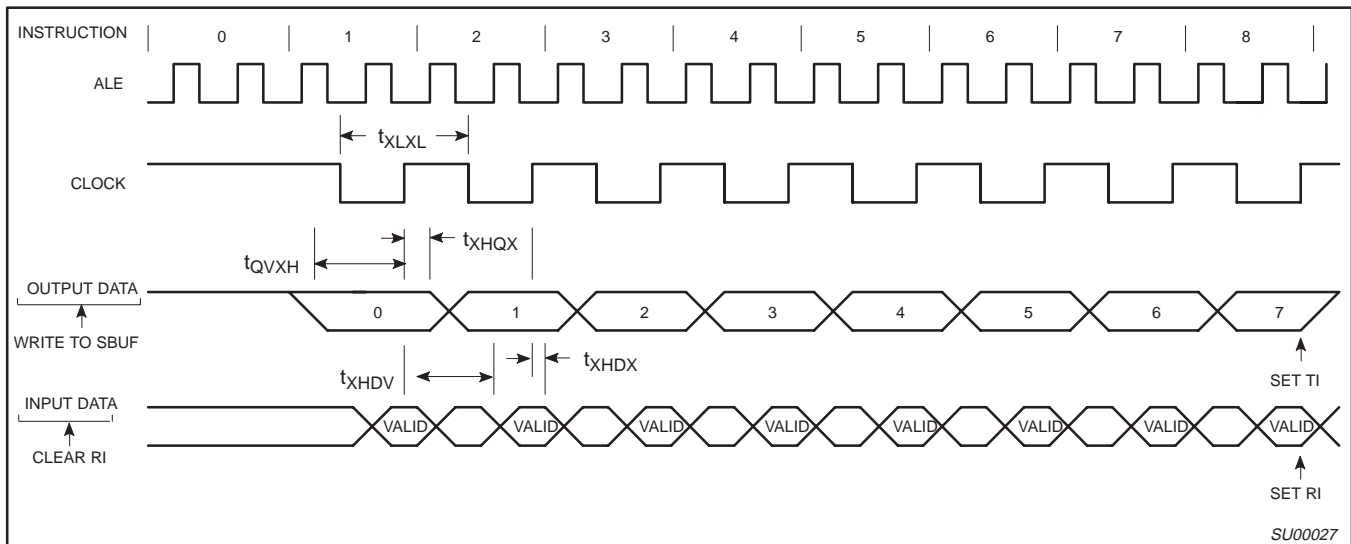 INSTRUCTION 0 1 2 3 4 5 6 7 8
ALE
tXLXL
CLOCK
tXHQX
tQVXH
OUTPUT DATA
0 1 2 3 4 5 6 7
WRITE TO SBUF
tXHDX
tXHDV
SET TI
INPUT DATA
VALID VALID VALID VALID VALID VALID VALID VALID
CLEAR RI
SET RI
SU00027